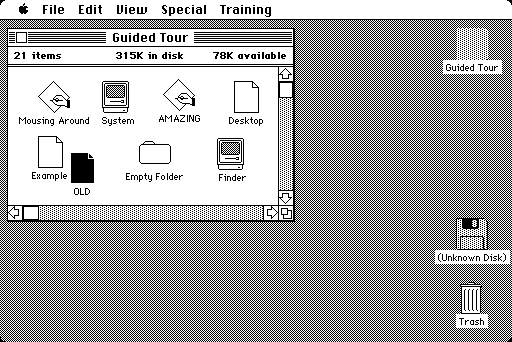 File Edit View Special Training
Guided Tour
21 items 315K in disk 78K available
Mousing Around System AMAZING Desktop
Example OLD Empty Folder Finder
Guided Tour
(Unknown Disk)
Trash